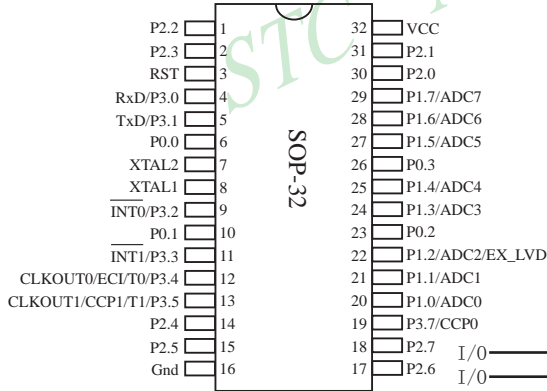 P2.2 1 32 VCC
P2.3 2 31 P2.1
RST 3 30 P2.0
RxD/P3.0 4 29 P1.7/ADC7
TxD/P3.1 5 28 P1.6/ADC6
P0.0 6 27 P1.5/ADC5
XTAL2 7 26 P0.3
XTAL1 8 25 P1.4/ADC4
INT0/P3.2 9 24 P1.3/ADC3
P0.1 10 23 P0.2
INT1/P3.3 11 22 P1.2/ADC2/EX_LVD
CLKOUT0/ECI/T0/P3.4 12 21 P1.1/ADC1
CLKOUT1/CCP1/T1/P3.5 13 20 P1.0/ADC0
P2.4 14 19 P3.7/CCP0
P2.5 15 18 P2.7 I/O
Gnd 16 17 P2.6 I/O
SOP-32
STC